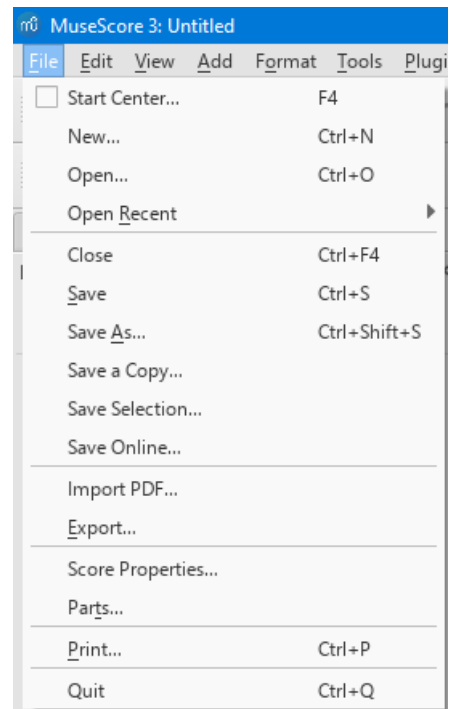 MuseScore 3: Untitled
File Edit View Add Format Tools Plugi
Start Center... F4
New... Ctrl+N
Open... Ctrl+O
Open Recent
Close Ctrl+F4
Save Ctrl+S
Save As... Ctrl+Shift+S
Save a Copy...
Save Selection...
Save Online...
Import PDF...
Export...
Score Properties...
Parts...
Print... Ctrl+P
Quit Ctrl+Q